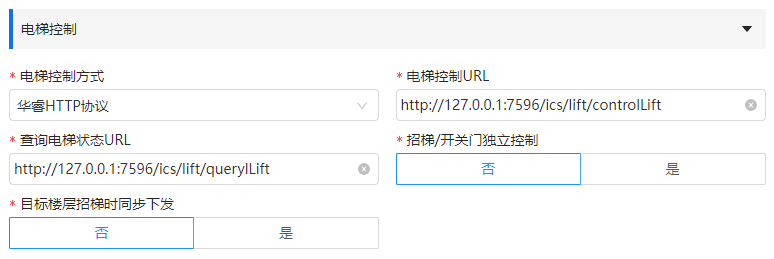 电梯控制
* 电梯控制方式
* 电梯控制URL
华睿HTTP协议
http://127.0.0.1:7596/ics/lift/controlLift
* 查询电梯状态URL
* 招梯/开关门独立控制
http://127.0.0.1:7596/ics/lift/querylLift
否
是
* 目标楼层招梯时同步下发
否
是